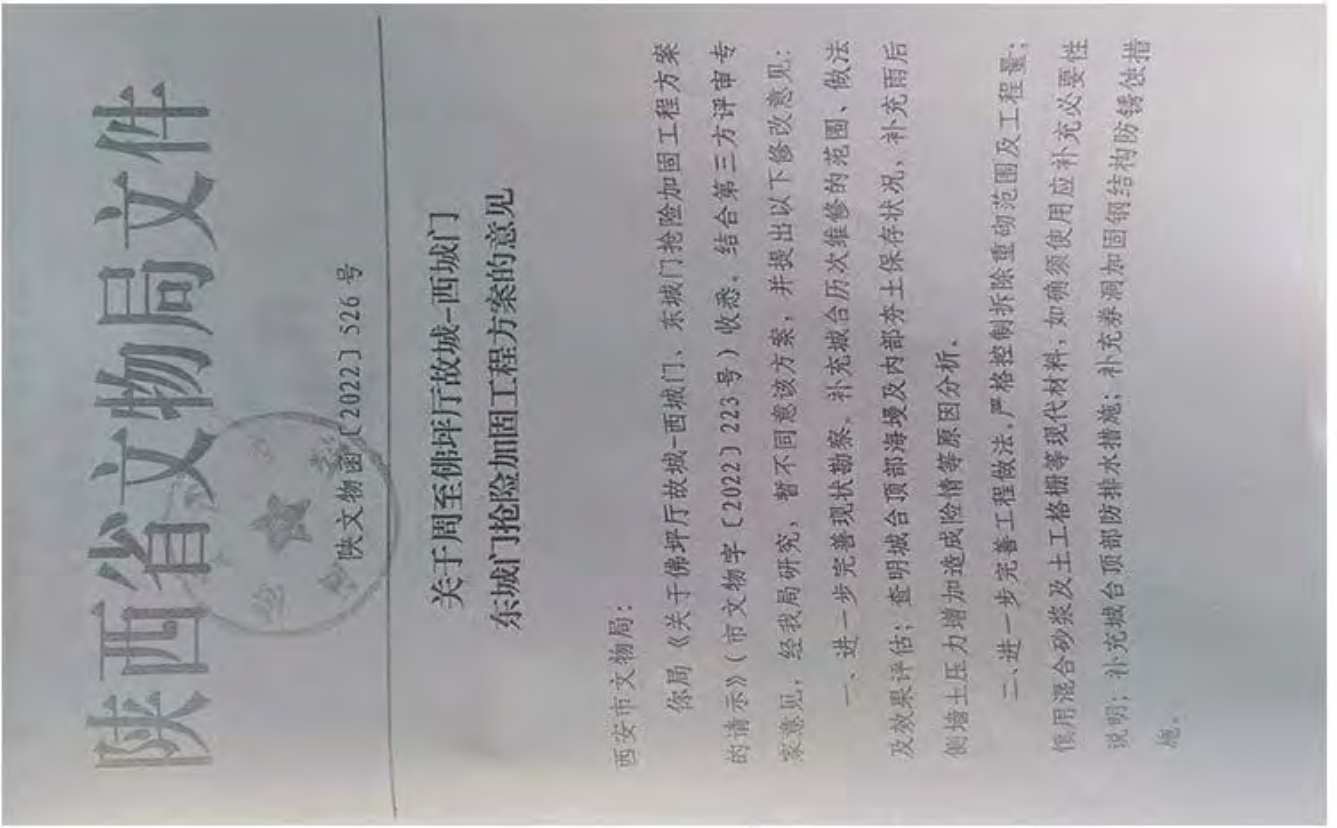 陕西省文物局文件
陕文物函〔2022〕526号
关于周至佛坪厅故城-西城门
东城门抢险加固工程方案的意见
西安市文物局：
你局《关于佛坪厅故城-西城门、东城门抢险加固工程方案
的请示》（市文物字〔2022〕223号）收悉。结合第三方评审专
家意见，经我局研究，暂不同意该方案，并提出以下修改意见：
一、进一步完善现状勘察。补充城台历次维修的范围、做法
及效果评估；查明城台顶部海墁及内部夯土保存状况，补充雨后
侧墙土压力增加造成险情等原因分析。
二、进一步完善工程做法。严格控制拆除重砌范围及工程量；
慎用混合砂浆及土工格栅等现代材料，如确须使用应补充必要性
说明；补充城台顶部防排水措施；补充券洞加固钢结构防锈蚀措
施。